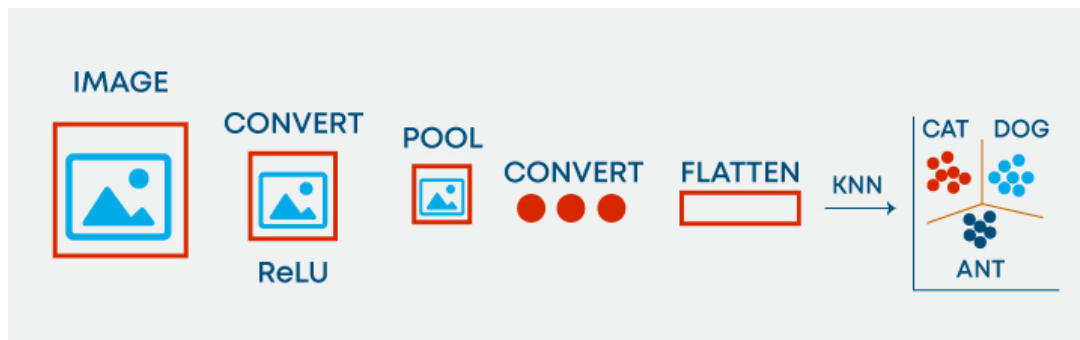 IMAGE
CONVERT
ReLU
POOL
CONVERT
FLATTEN
KNN
CAT
DOG
ANT